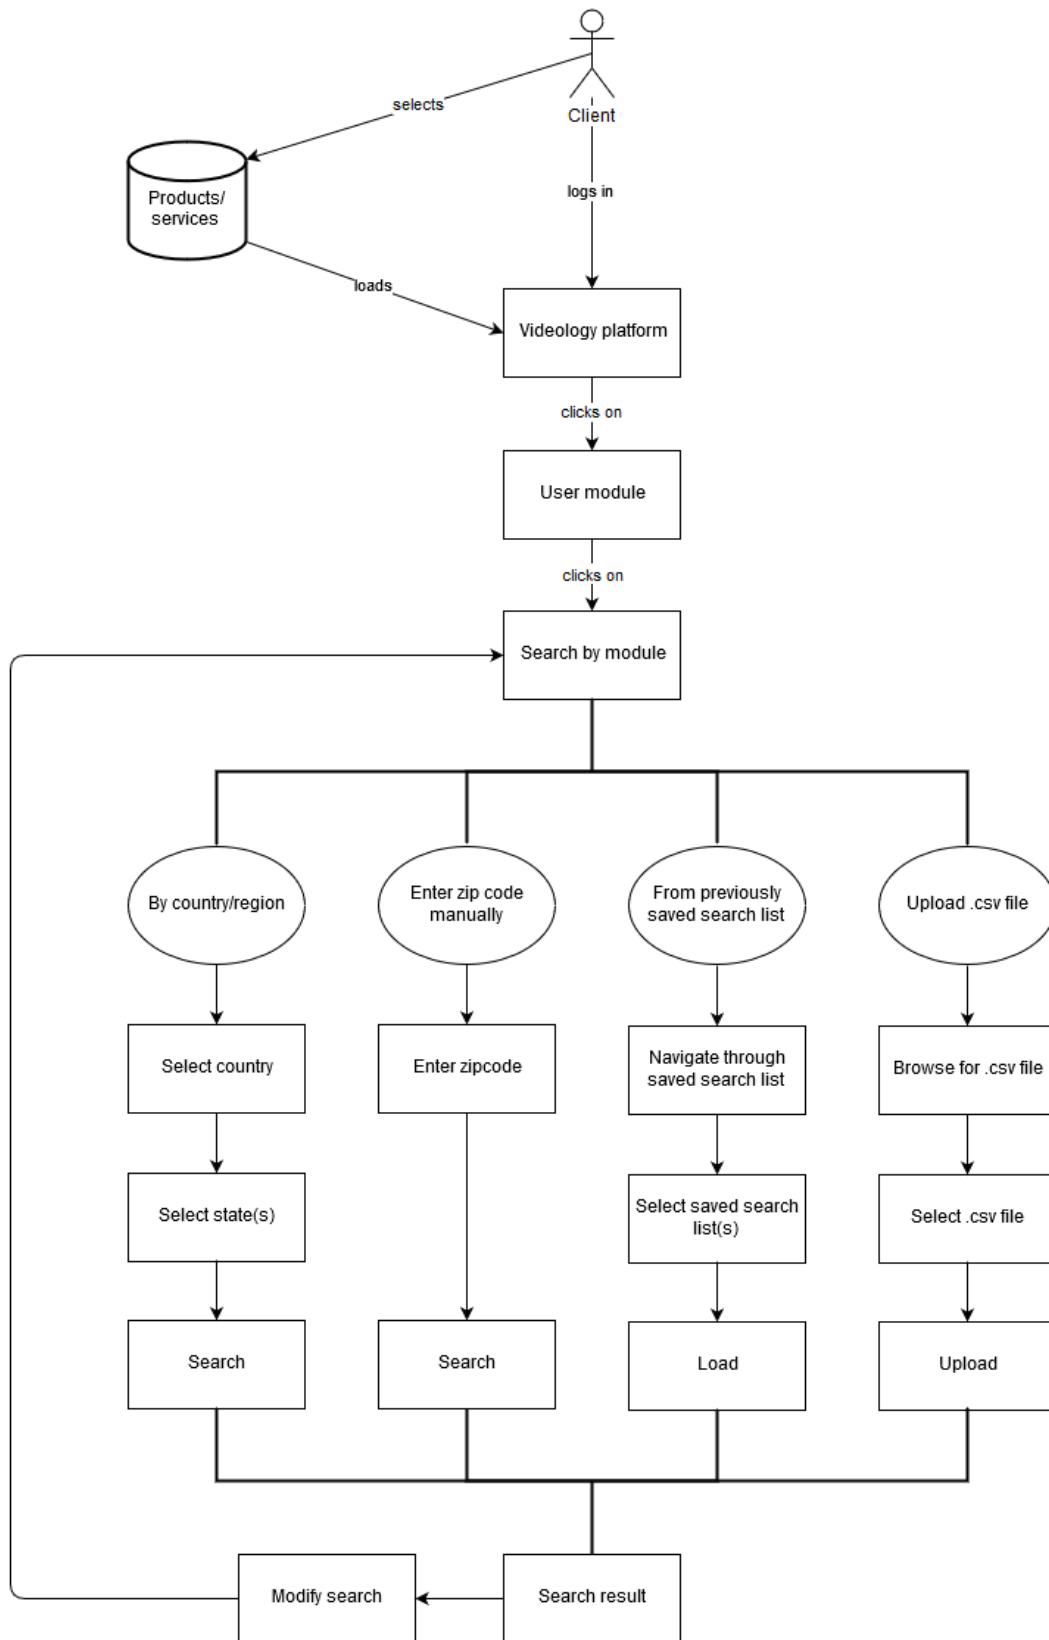 Client
selects
logs in
Products/
services
loads
Videology platform
clicks on
User module
clicks on
Search by module
By country/region
Enter zip code
manually
From previously
saved search list
Upload .csv file
Select country
Enter zipcode
Navigate through
saved search list
Browse for .csv file
Select state(s)
Select saved search
list(s)
Select .csv file
Search
Search
Load
Upload
Modify search
Search result